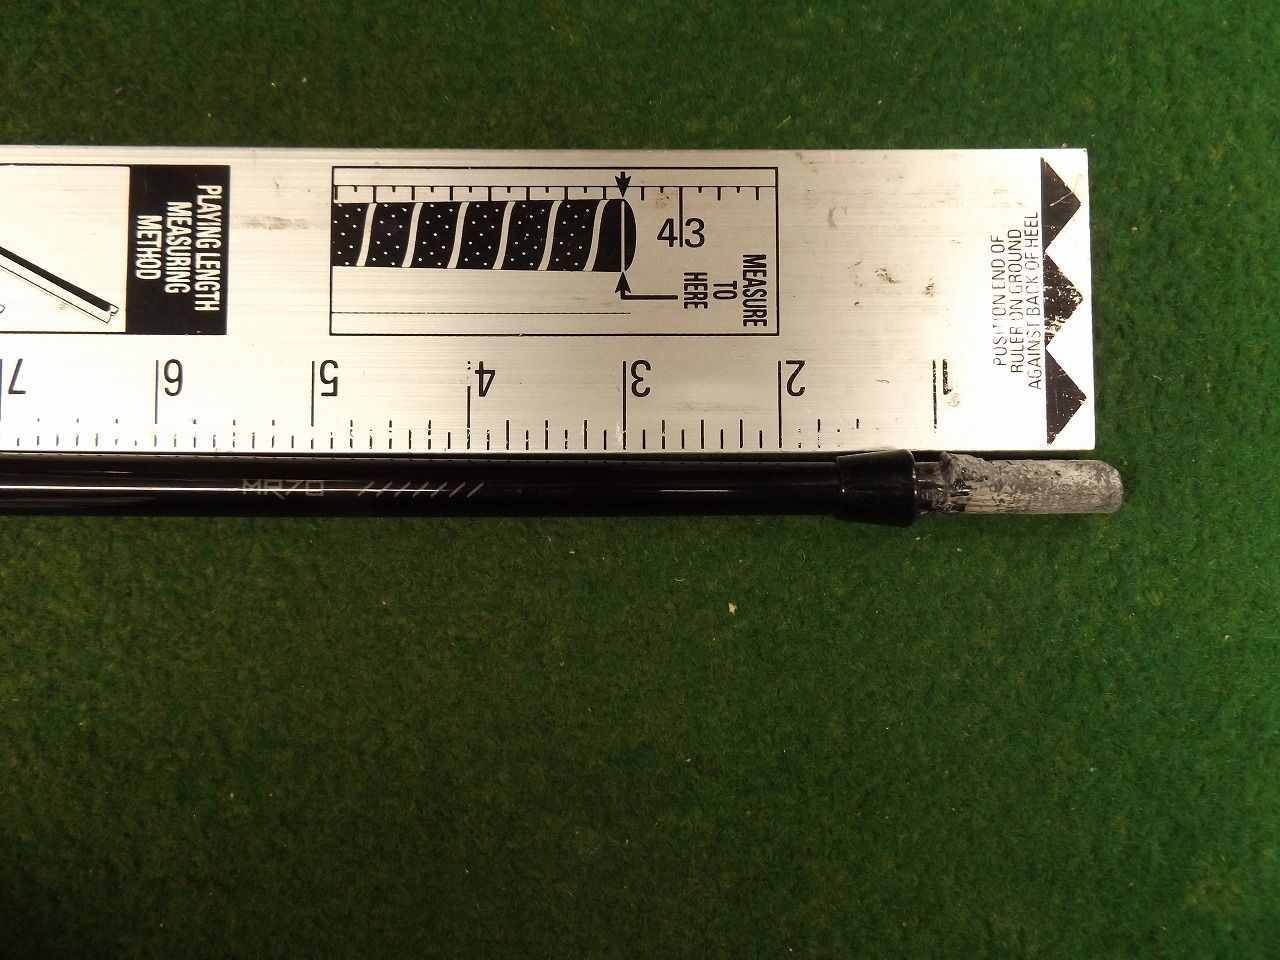 PLAYING LENGTH
MEASURING
METHOD
43
MEASURE
TO
HERE
POSITION END OF
RULER ON GROUND
AGAINST BACK OF HEEL
7
6
5
4
3
2
1
MR70